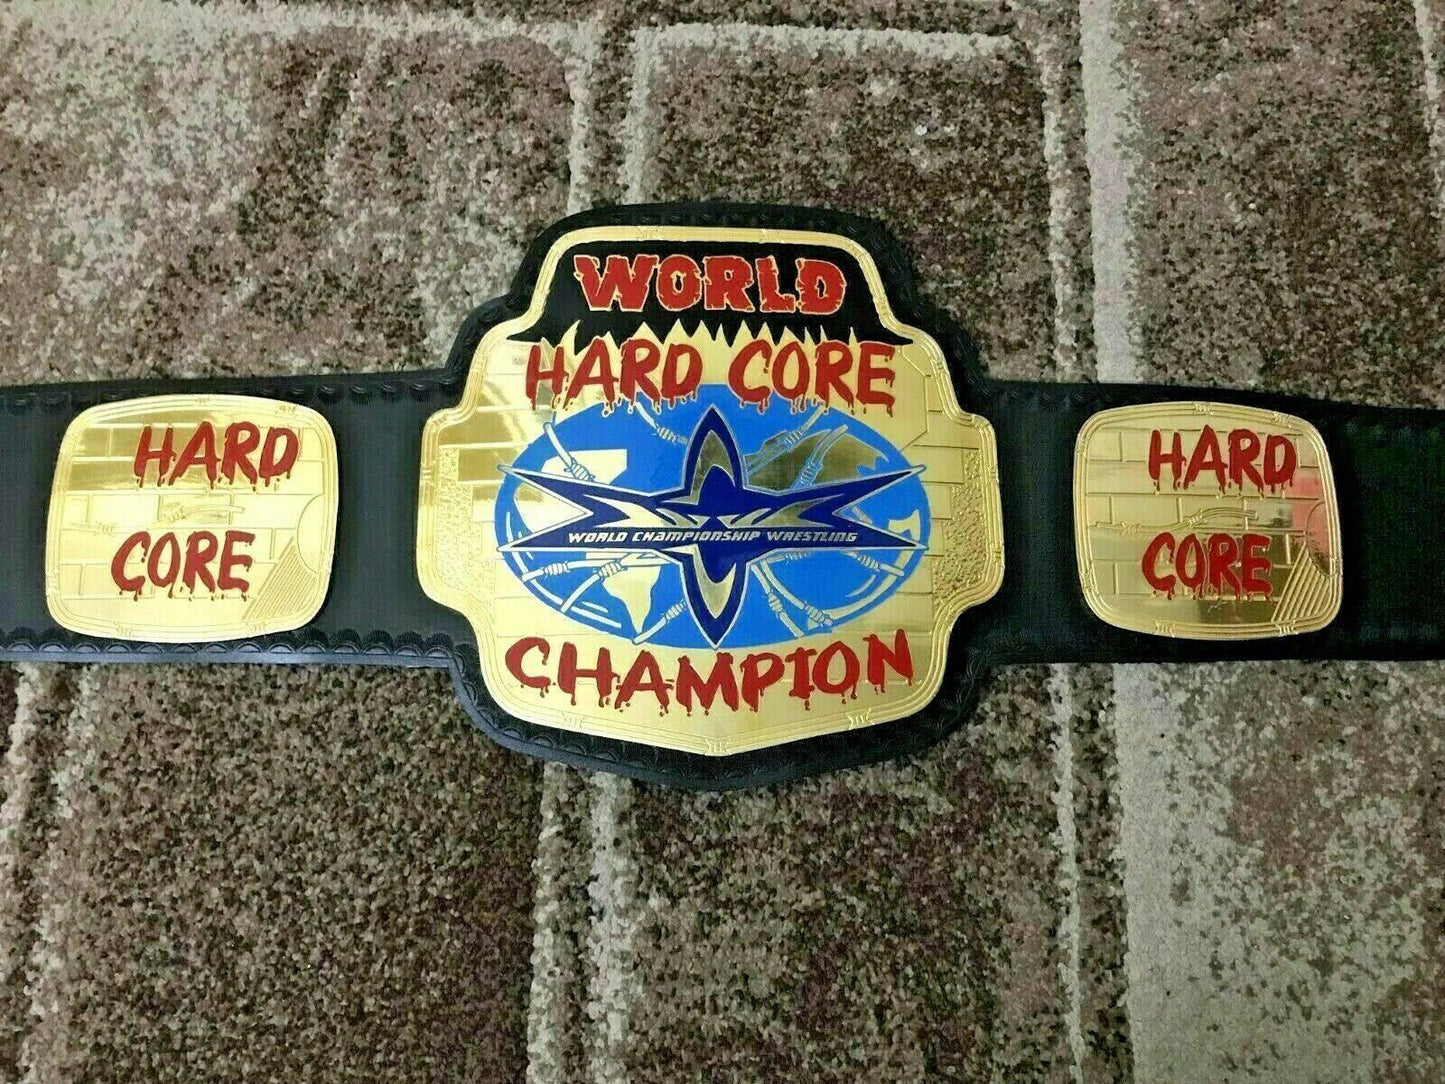 WORLD
HARD CORE
WORLD CHAMPIONSHIP WRESTLING
CHAMPION
HARD
CORE
HARD
CORE